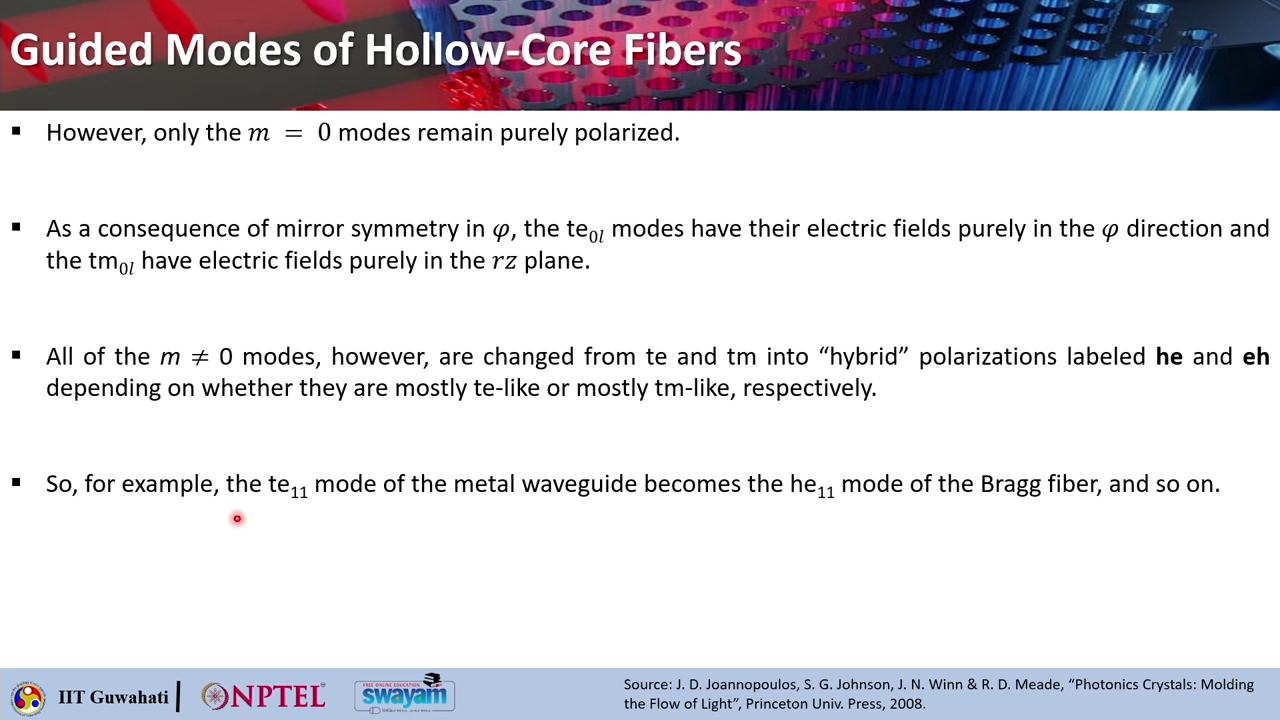 Guided Modes of Hollow-Core Fibers
▪ However, only the 𝑚 = 0 modes remain purely polarized.
▪ As a consequence of mirror symmetry in 𝜑, the te₀𝑙 modes have their electric fields purely in the 𝜑 direction and
the tm₀𝑙 have electric fields purely in the 𝑟𝑧 plane.
▪ All of the m ≠ 0 modes, however, are changed from te and tm into “hybrid” polarizations labeled he and eh
depending on whether they are mostly te-like or mostly tm-like, respectively.
▪ So, for example, the te₁₁ mode of the metal waveguide becomes the he₁₁ mode of the Bragg fiber, and so on.
IIT Guwahati
NPTEL
FREE ONLINE EDUCATION
swayam
Source: J. D. Joannopoulos, S. G. Johnson, J. N. Winn & R. D. Meade, “Photonics Crystals: Molding
the Flow of Light”, Princeton Univ. Press, 2008.